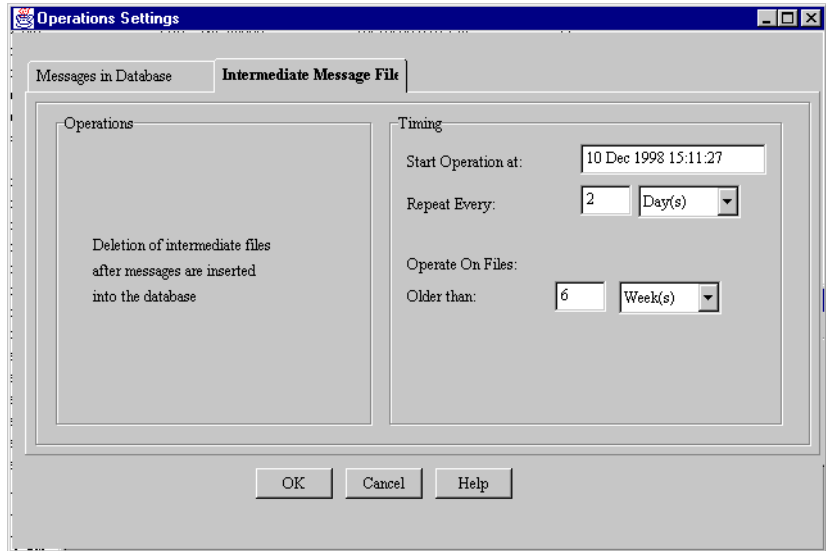 Operations Settings
Messages in Database
Intermediate Message File
Operations
Deletion of intermediate files
after messages are inserted
into the database
Timing
Start Operation at: 10 Dec 1998 15:11:27
Repeat Every: 2 Day(s)
Operate On Files:
Older than: 6 Week(s)
OK Cancel Help